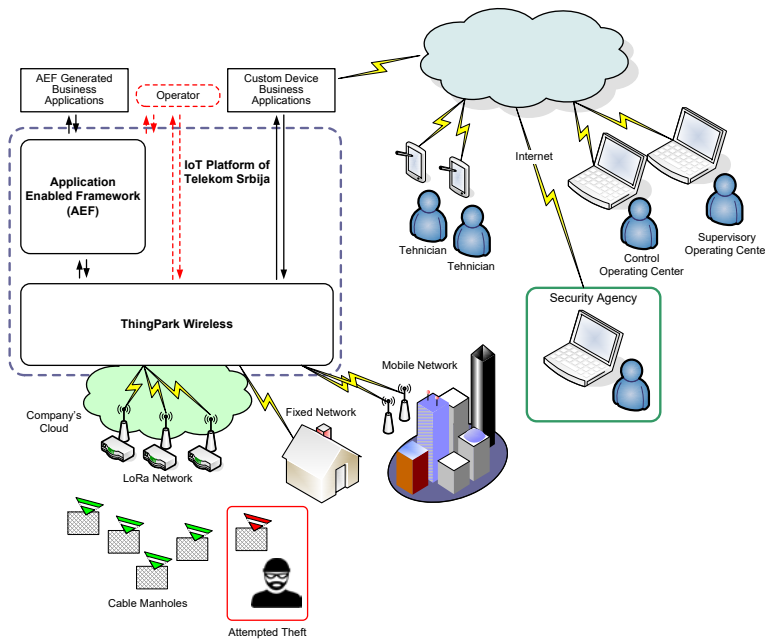 AEF Generated
Business
Applications
Operator
Custom Device
Business
Applications
IoT Platform of
Telekom Srbija
Application
Enabled Framework
(AEF)
ThingPark Wireless
Internet
Tehnician
Tehnician
Control
Operating Center
Supervisory
Operating Cente
Security Agency
Company's
Cloud
LoRa Network
Fixed Network
Mobile Network
Cable Manholes
Attempted Theft